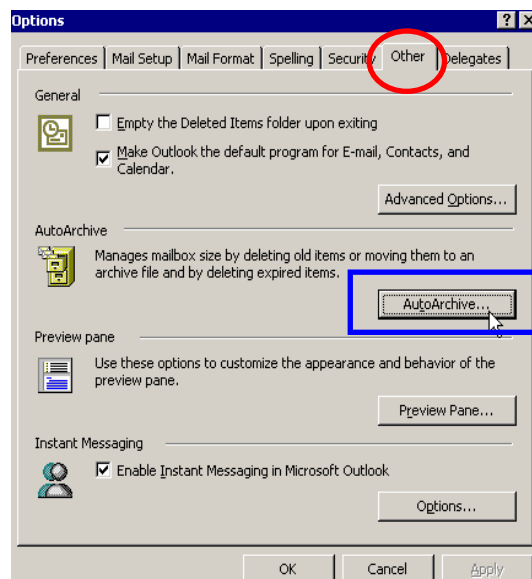 Options
Preferences Mail Setup Mail Format Spelling Security Other Delegates
General
Empty the Deleted Items folder upon exiting
Make Outlook the default program for E-mail, Contacts, and
Calendar.
Advanced Options...
AutoArchive
Manages mailbox size by deleting old items or moving them to an
archive file and by deleting expired items.
AutoArchive...
Preview pane
Use these options to customize the appearance and behavior of the
preview pane.
Preview Pane...
Instant Messaging
Enable Instant Messaging in Microsoft Outlook
Options...
OK Cancel Apply